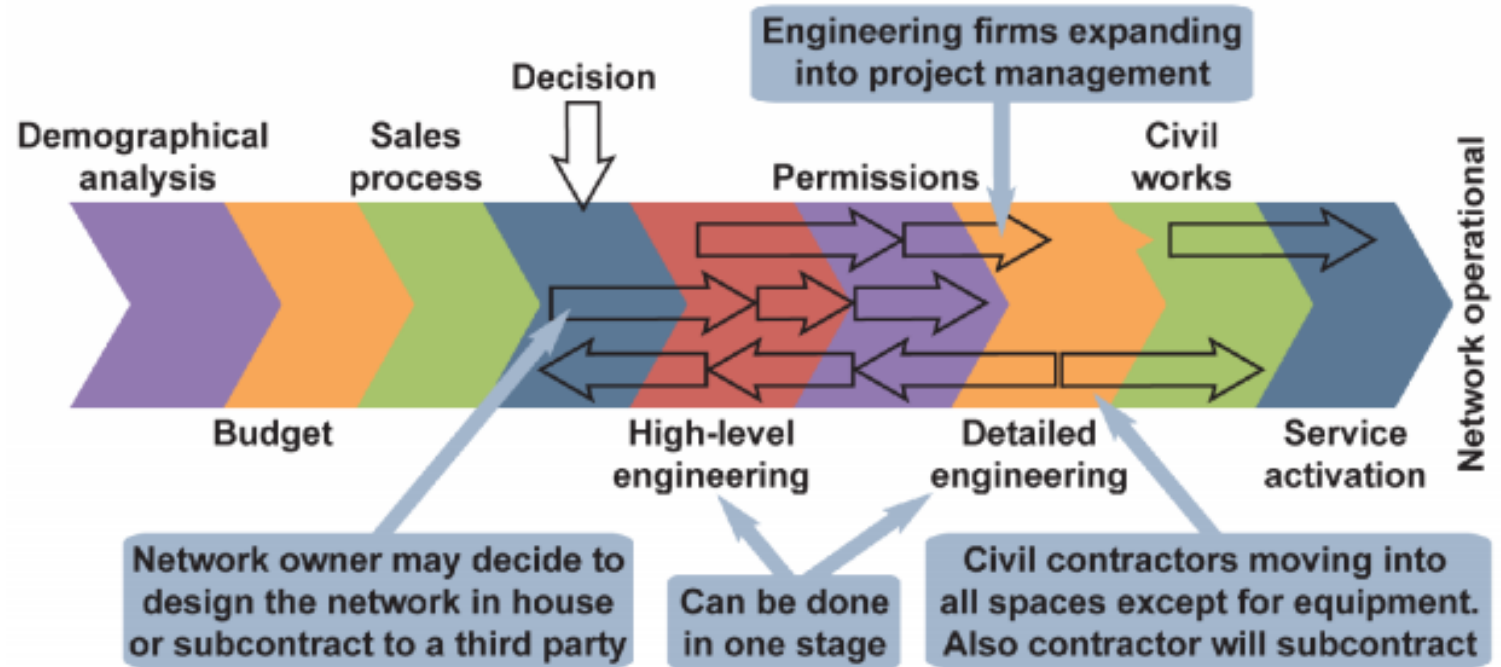 Engineering firms expanding
into project management
Decision
Demographical
analysis
Sales
process
Permissions
Civil
works
Network operational
Budget
High-level
engineering
Detailed
engineering
Service
activation
Network owner may decide to
design the network in house
or subcontract to a third party
Can be done
in one stage
Civil contractors moving into
all spaces except for equipment.
Also contractor will subcontract